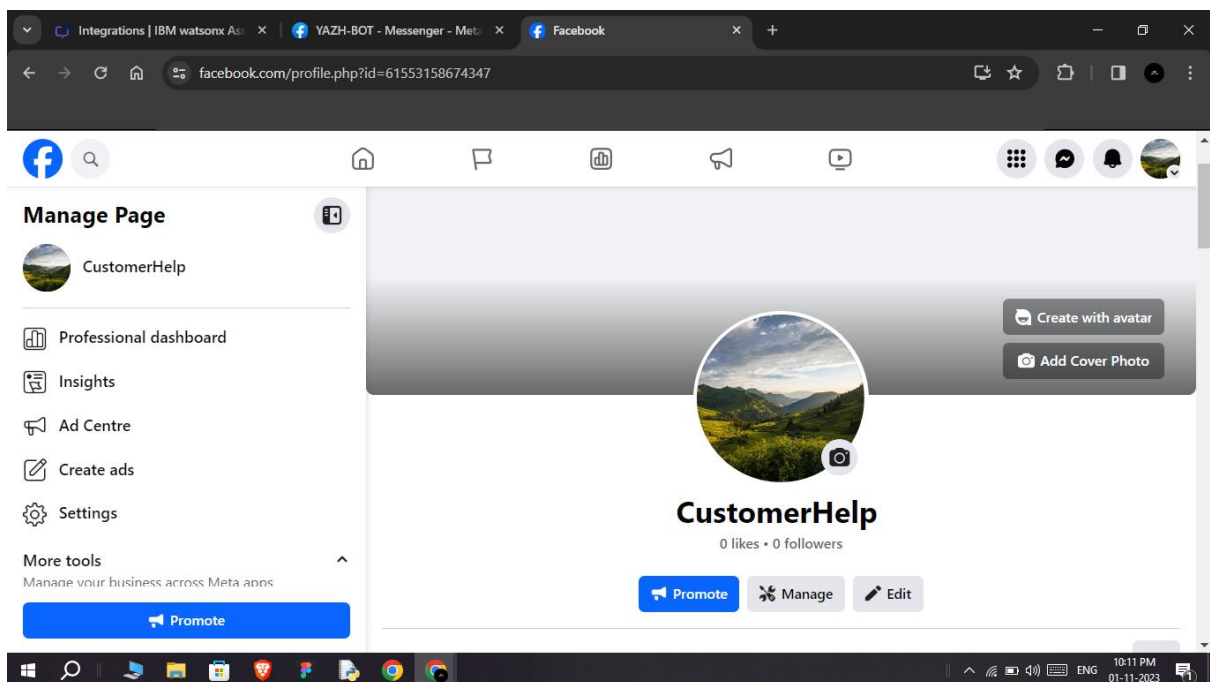 Integrations | IBM watsonx Ass
YAZH-BOT - Messenger - Meta
Facebook
facebook.com/profile.php?id=61553158674347
Manage Page
CustomerHelp
Professional dashboard
Insights
Ad Centre
Create ads
Settings
More tools
Manage your business across Meta apps
Promote
Create with avatar
Add Cover Photo
CustomerHelp
0 likes • 0 followers
Promote
Manage
Edit
ENG
10:11 PM
01-11-2023
1